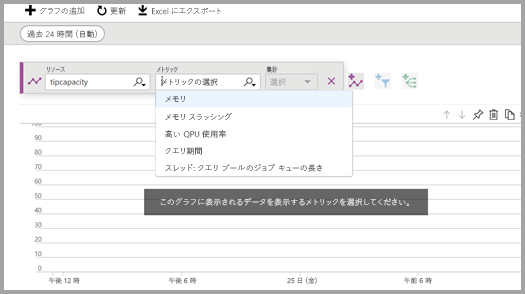 グラフの追加 更新 Excel にエクスポート
過去 24 時間 (自動)
リソース メトリック 集計
tipcapacity メトリックの選択 選択
メモリ
メモリ スラッシング
高い QPU 使用率
クエリ期間
スレッド: クエリ プールのジョブ キューの長さ
100
90
80
70
60
50
40
30
20
10
0
このグラフに表示されるデータを表示するメトリックを選択してください。
午後 12 時 午後 6 時 25 日 (金) 午前 6 時